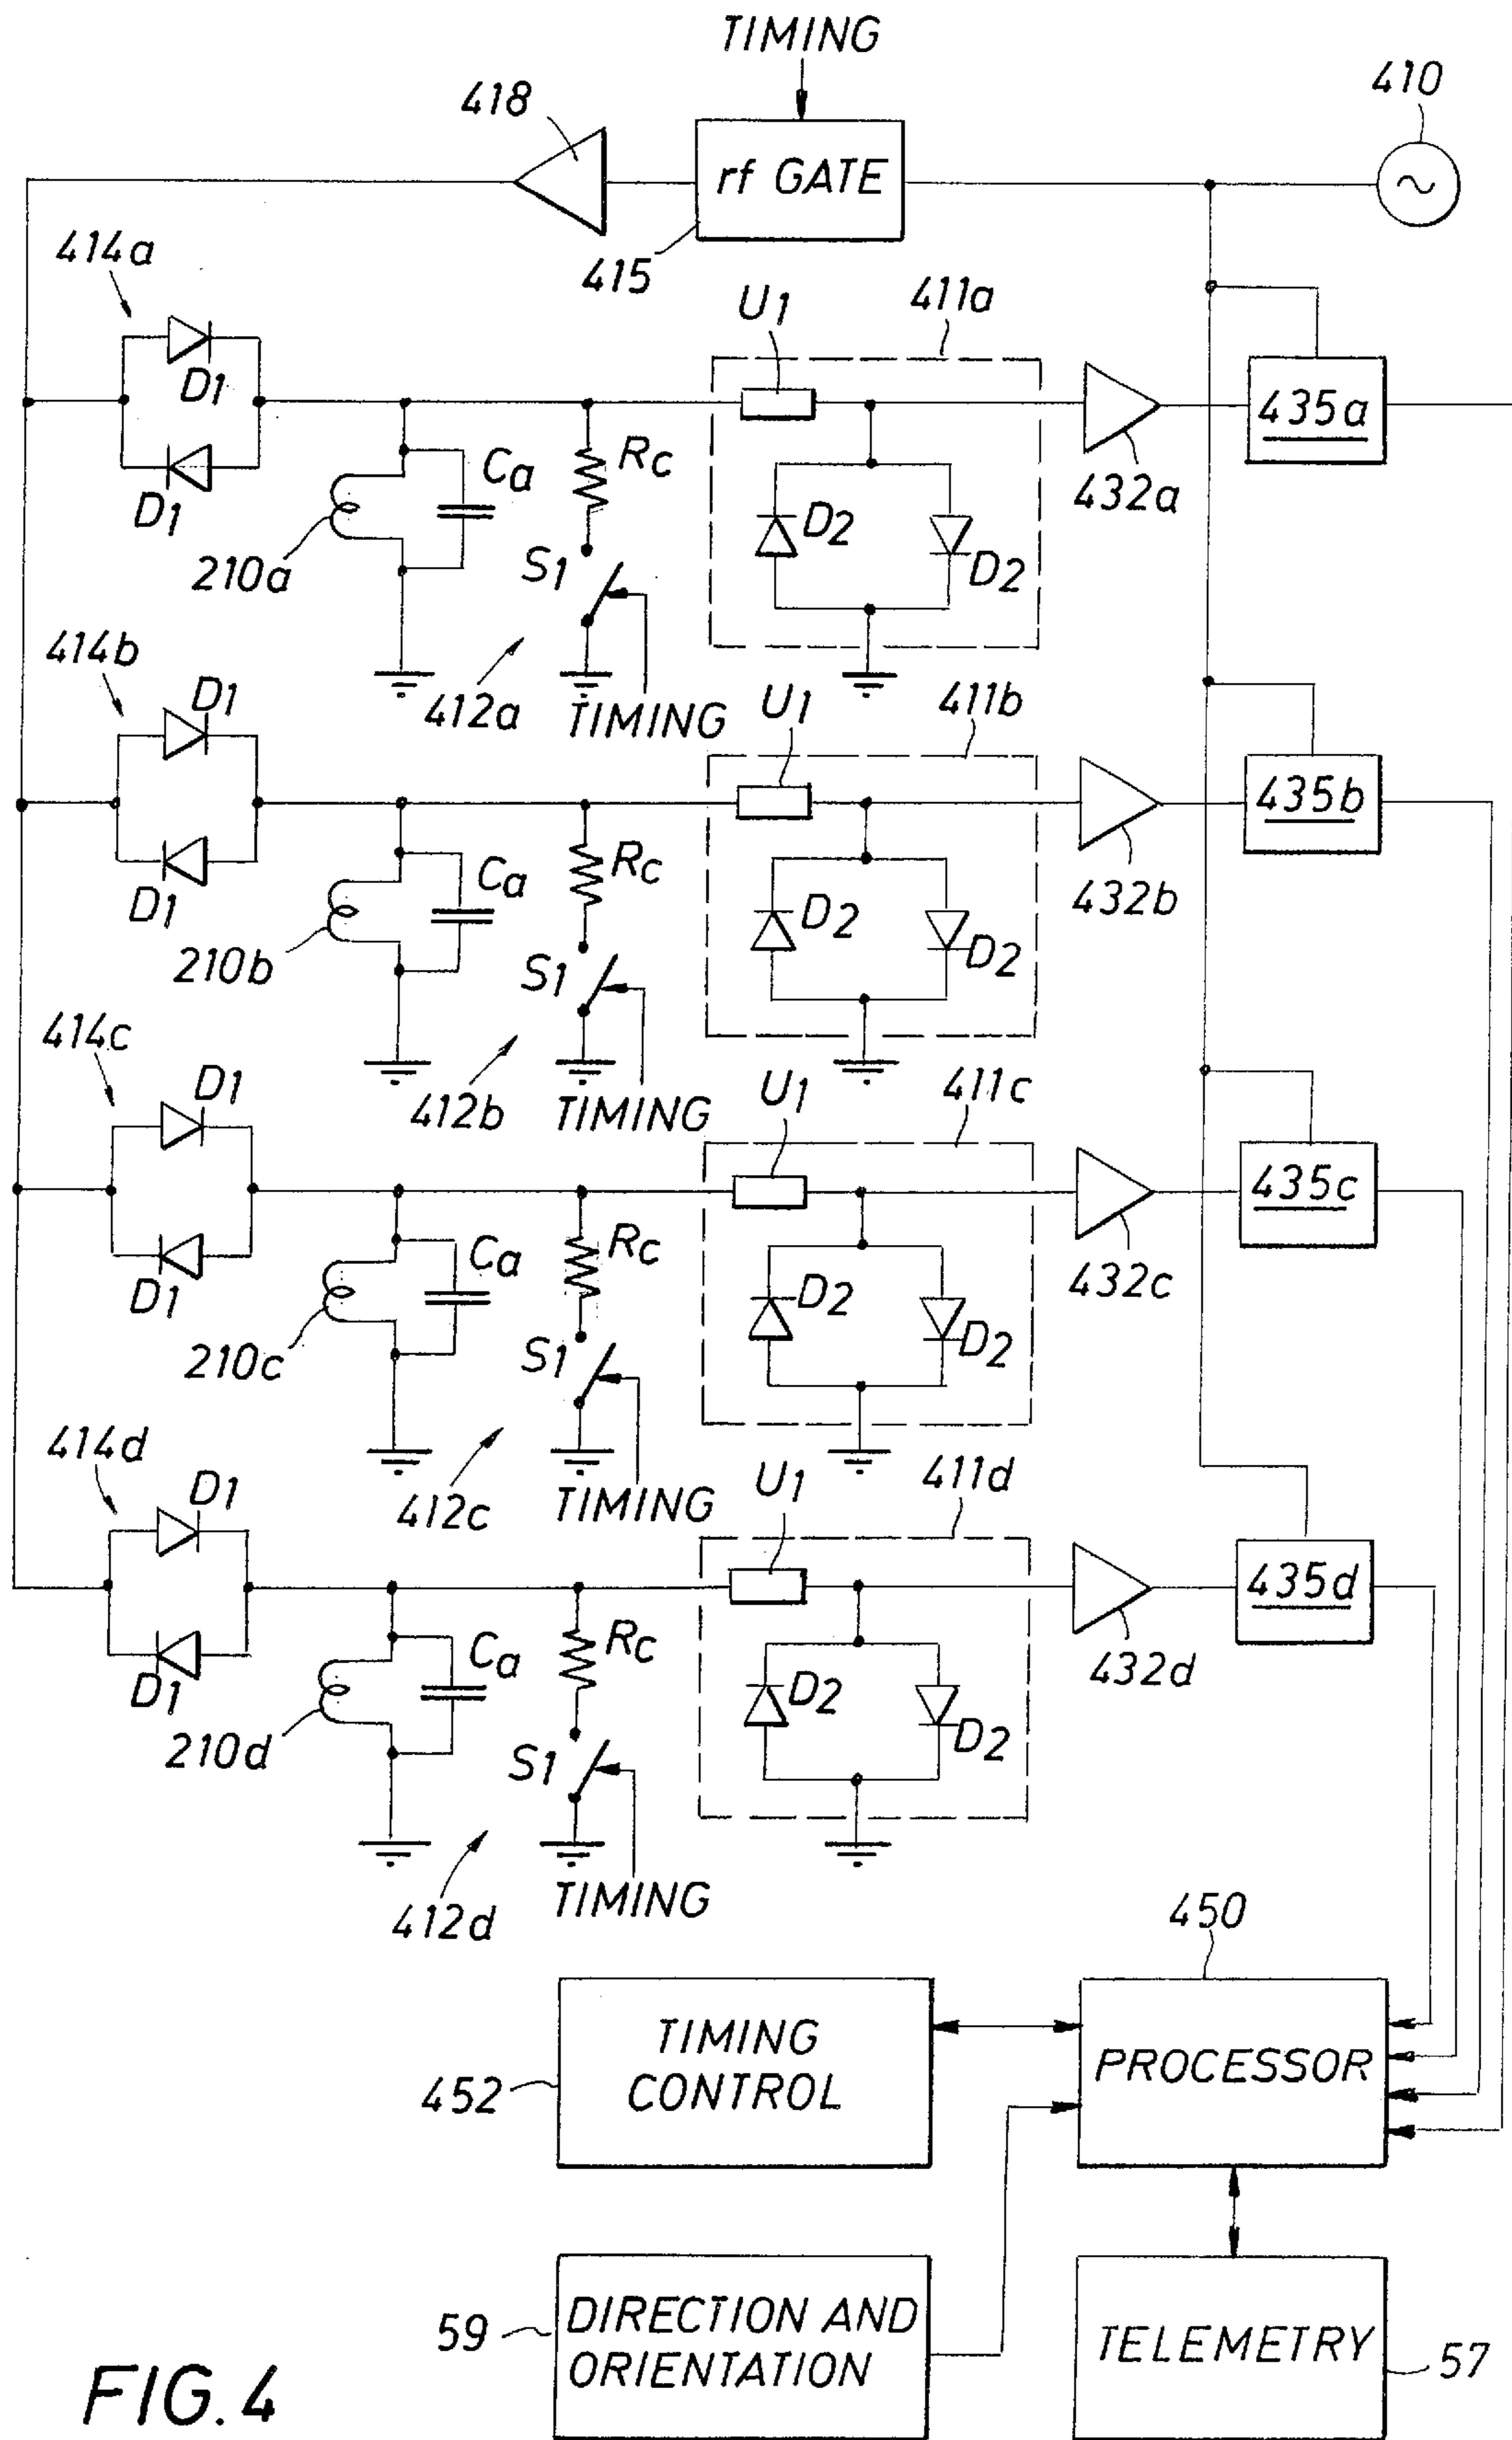 TIMING
418
410
rf GATE
415
414a
D1
D1
Ca
210a
Rc
S1
412a
TIMING
U1
411a
D2
D2
432a
435a
414b
D1
D1
Ca
210b
Rc
S1
412b
TIMING
U1
411b
D2
D2
432b
435b
414c
D1
D1
Ca
210c
Rc
S1
412c
TIMING
U1
411c
D2
D2
432c
435c
414d
D1
D1
Ca
210d
Rc
S1
412d
TIMING
U1
411d
D2
D2
432d
435d
450
TIMING
CONTROL
452
PROCESSOR
59
DIRECTION AND
ORIENTATION
TELEMETRY
57
FIG. 4